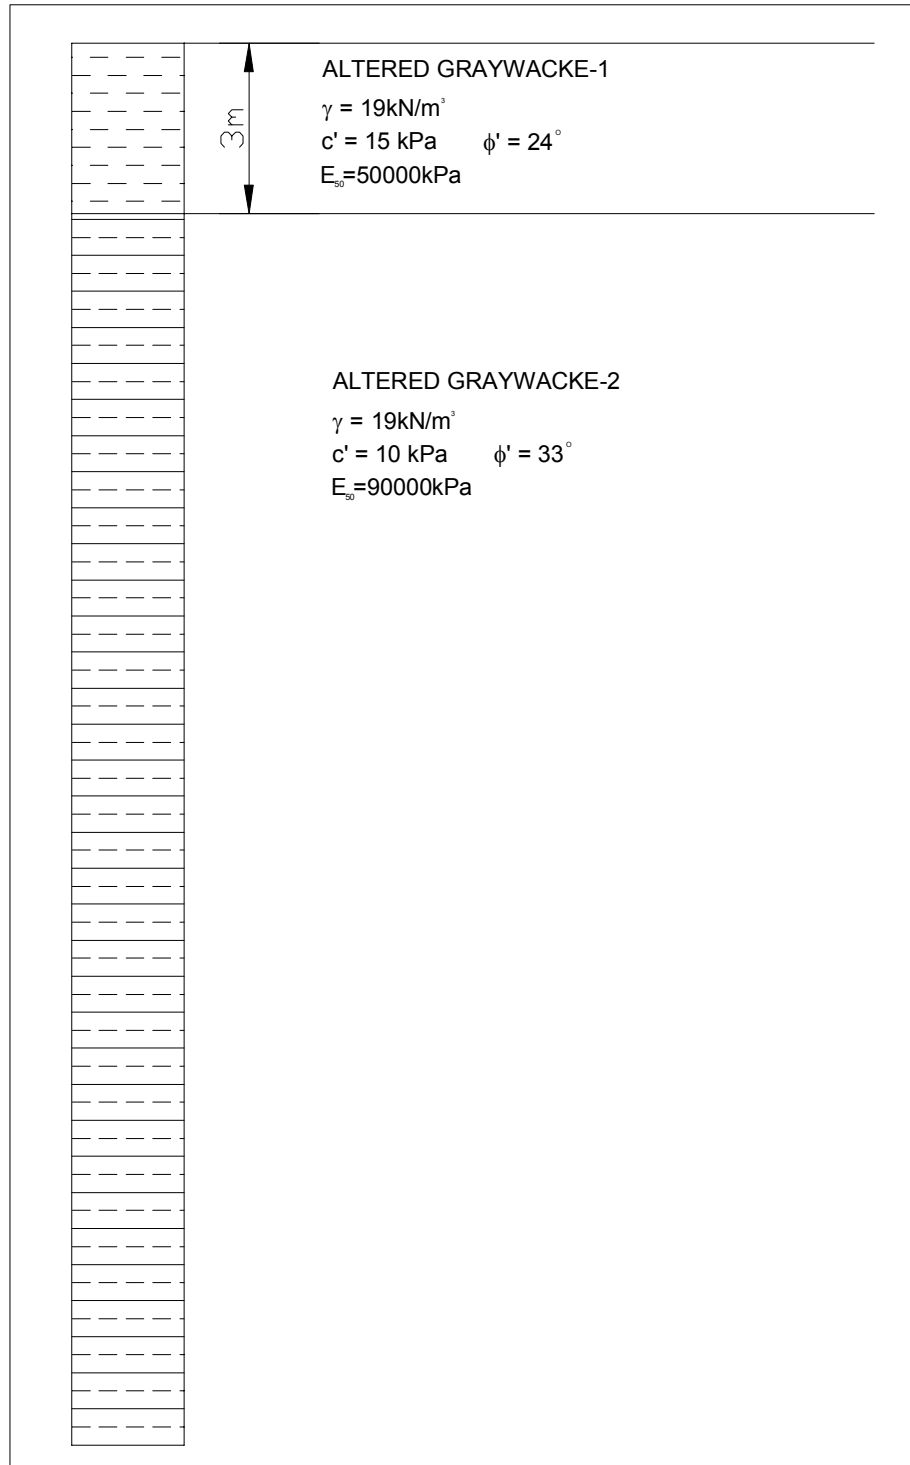 ALTERED GRAYWACKE-1
γ = 19kN/m³
c' = 15 kPa ϕ' = 24°
E₅₀=50000kPa
3m
ALTERED GRAYWACKE-2
γ = 19kN/m³
c' = 10 kPa ϕ' = 33°
E₅₀=90000kPa